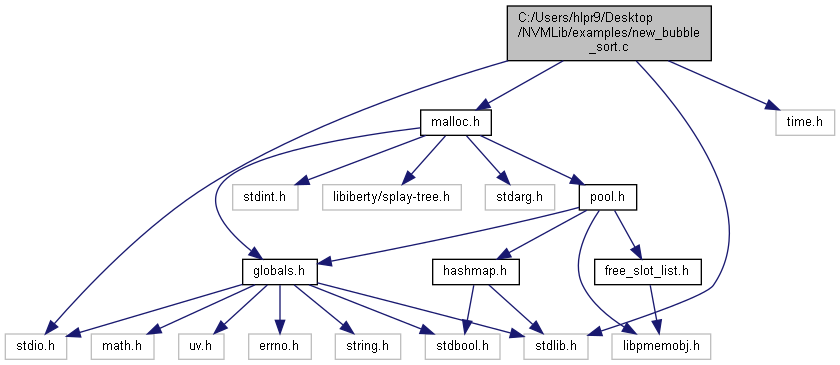 C:/Users/hlpr9/Desktop
/NVMLib/examples/new_bubble
_sort.c
malloc.h
time.h
stdint.h
libiberty/splay-tree.h
stdarg.h
pool.h
globals.h
hashmap.h
free_slot_list.h
stdio.h
math.h
uv.h
errno.h
string.h
stdbool.h
stdlib.h
libpmemobj.h